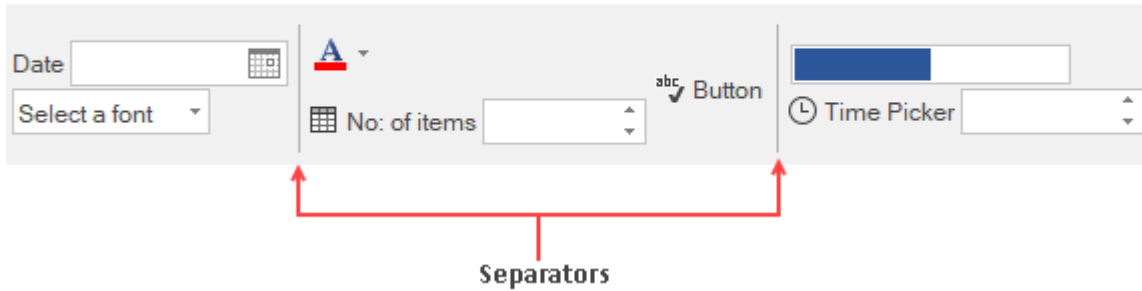 Date
Select a font
A
No: of items
abc
Button
Time Picker
Separators